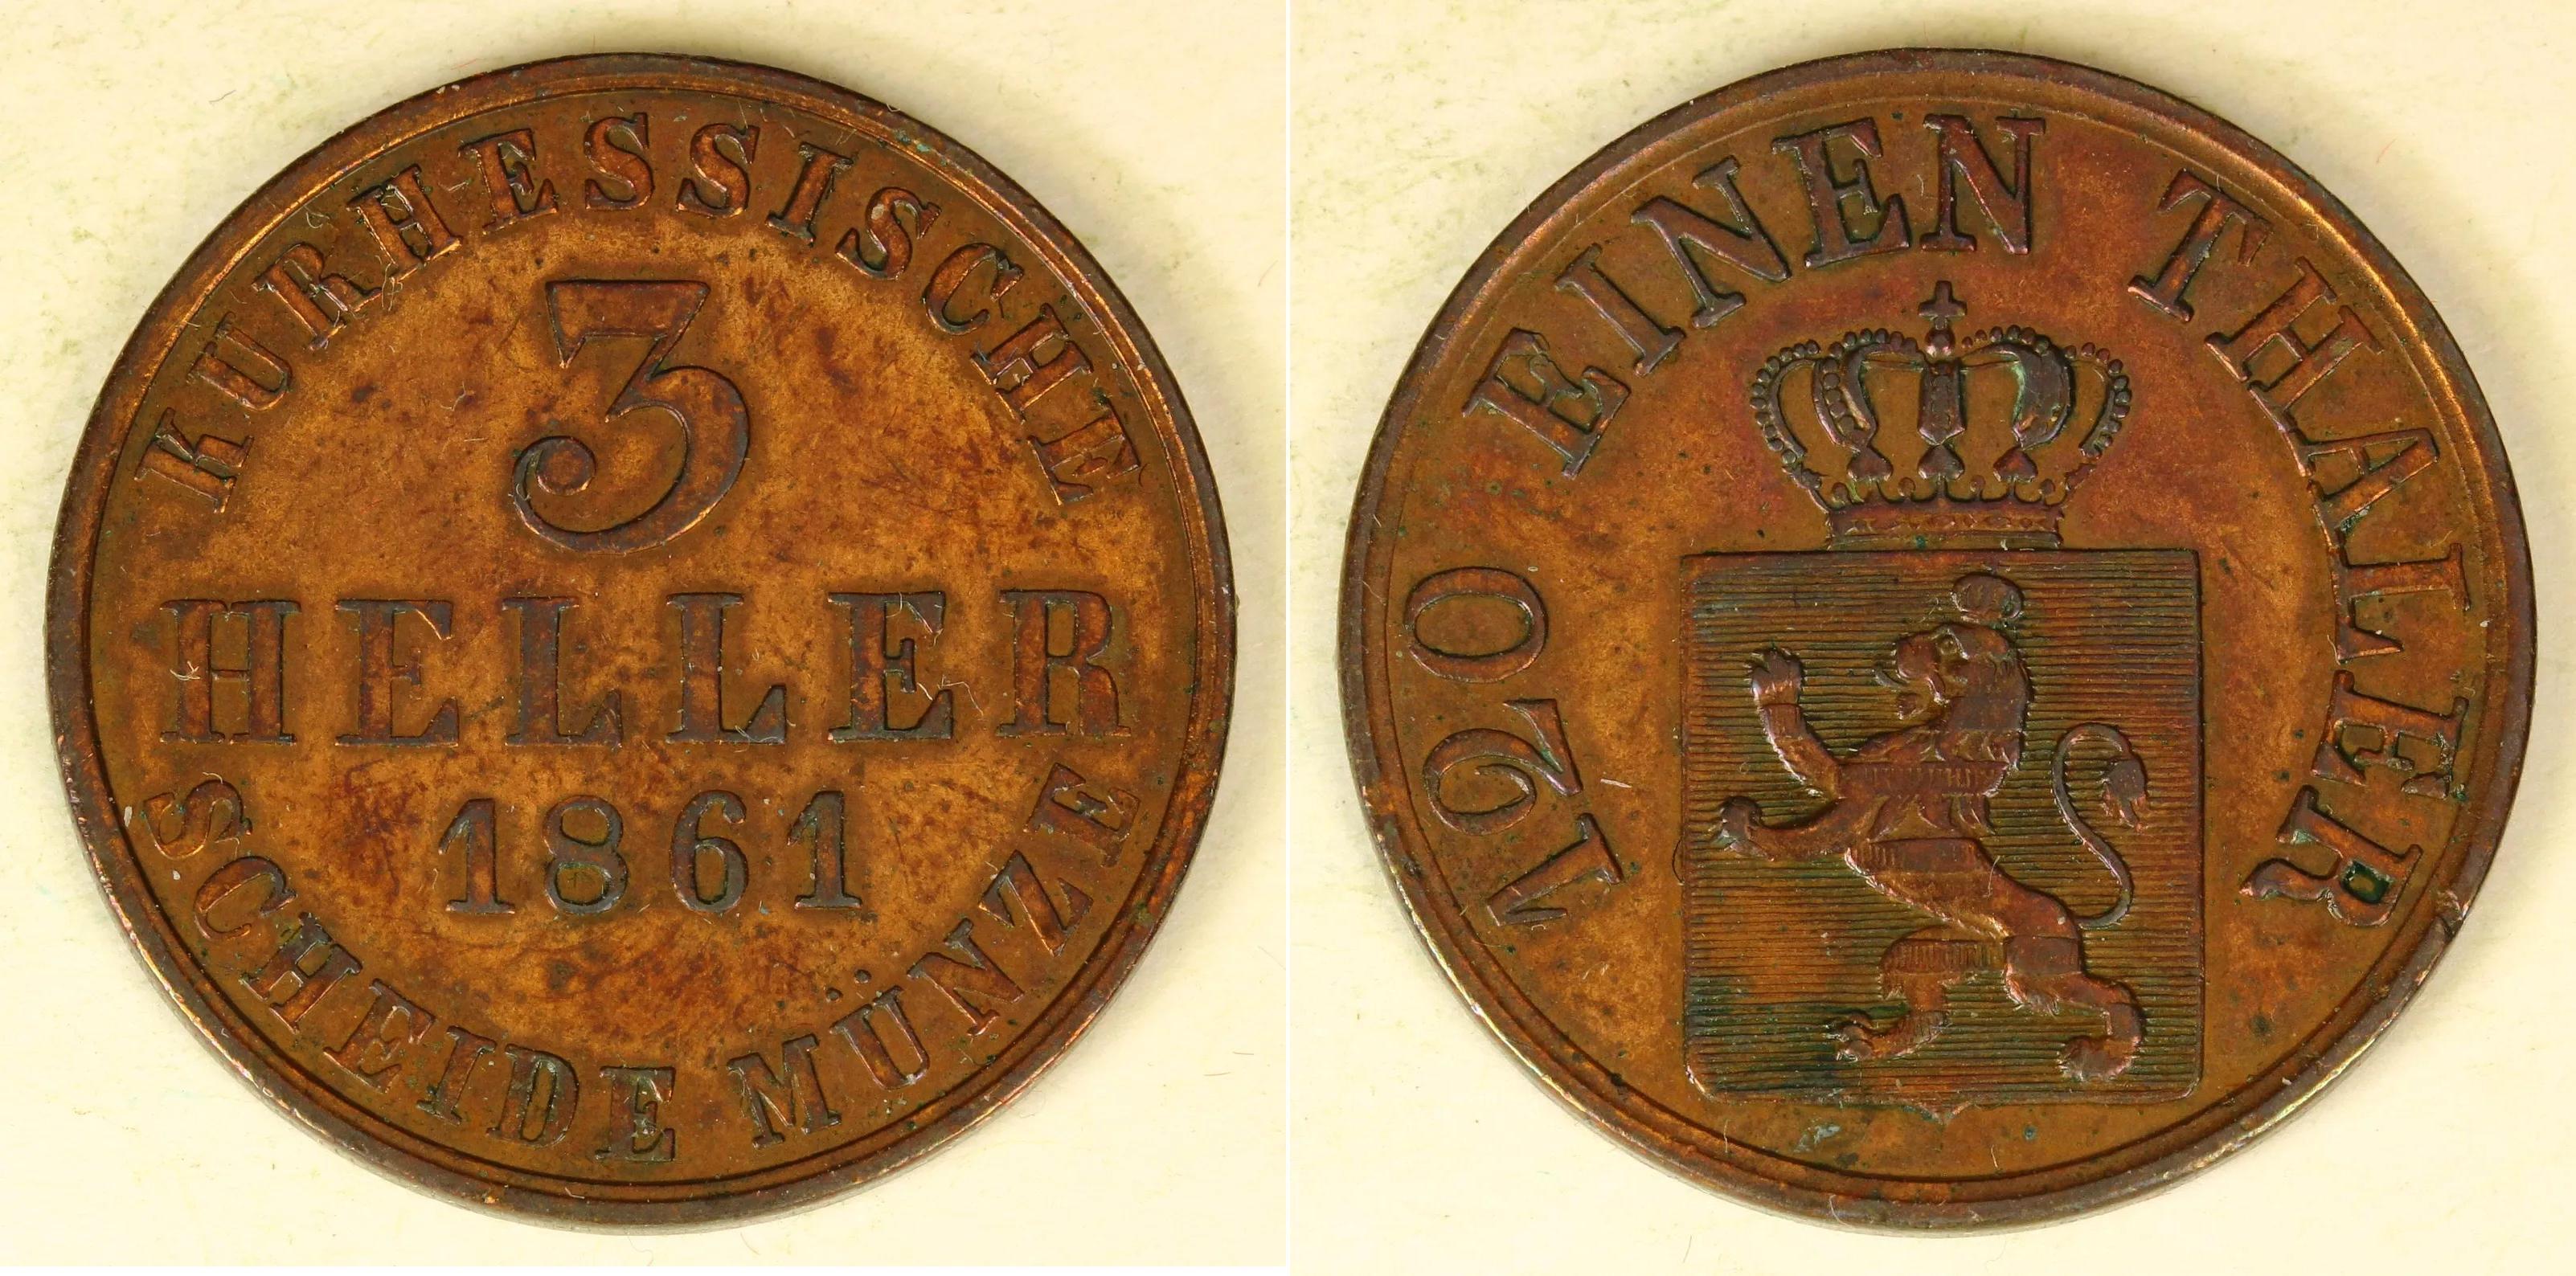 KURHESSISCHE
3
HELLER
1861
SCHEIDE MÜNZE
120 EINEN THALER